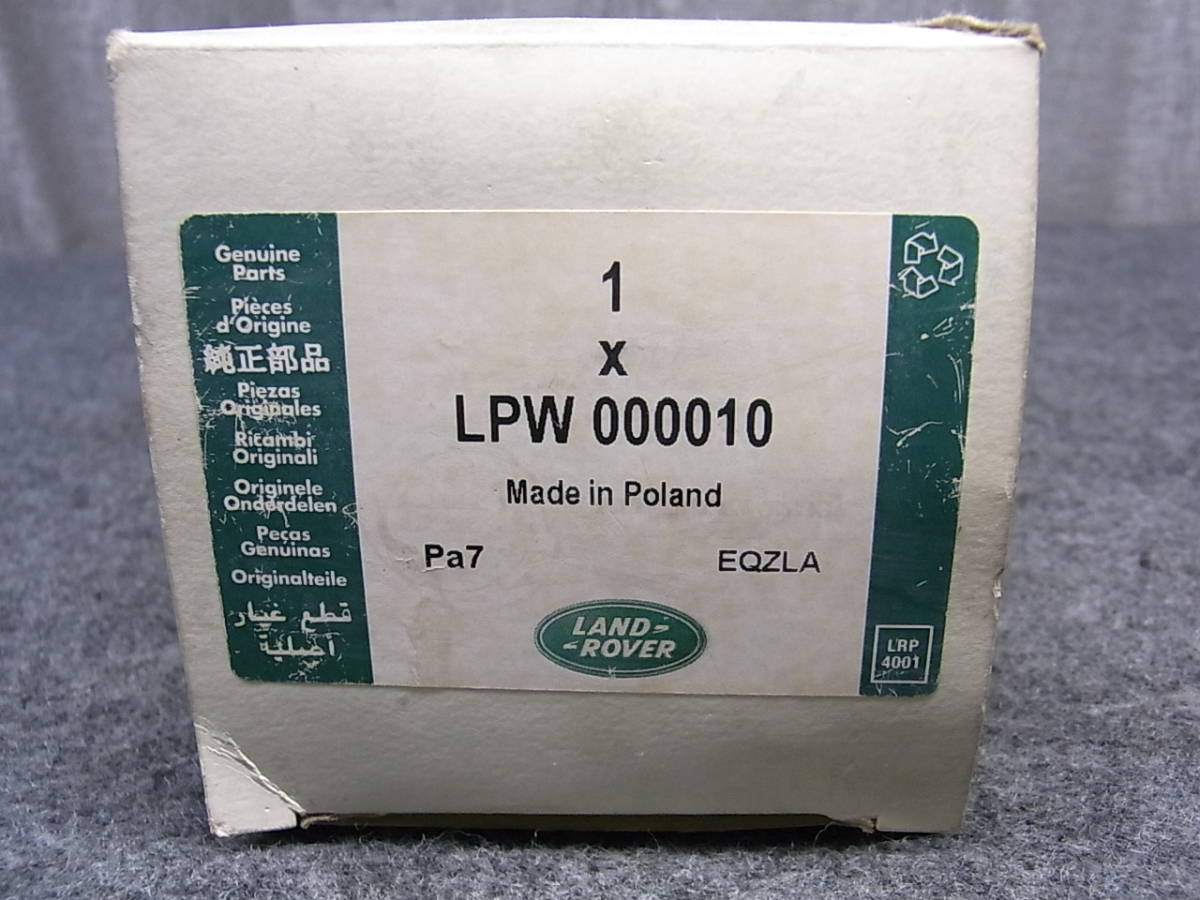 Genuine
Parts
Pièces
d'Origine
純正部品
Piezas
Originales
Ricambi
Originali
Originele
Onderdelen
Peças
Genuinas
Originalteile
قطع غيار
أصلية
1
x
LPW 000010
Made in Poland
Pa7 EQZLA
LAND-
-ROVER
LRP
4001